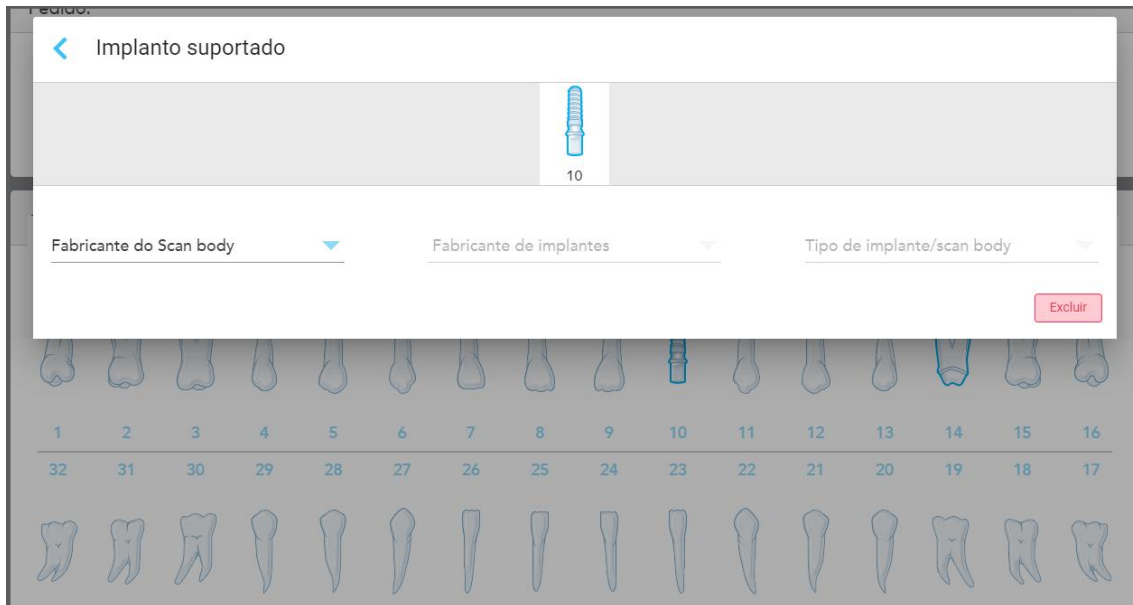 Pedido:
Implanto suportado
10
Fabricante do Scan body
Fabricante de implantes
Tipo de implante/scan body
Excluir
1 2 3 4 5 6 7 8 9 10 11 12 13 14 15 16
32 31 30 29 28 27 26 25 24 23 22 21 20 19 18 17